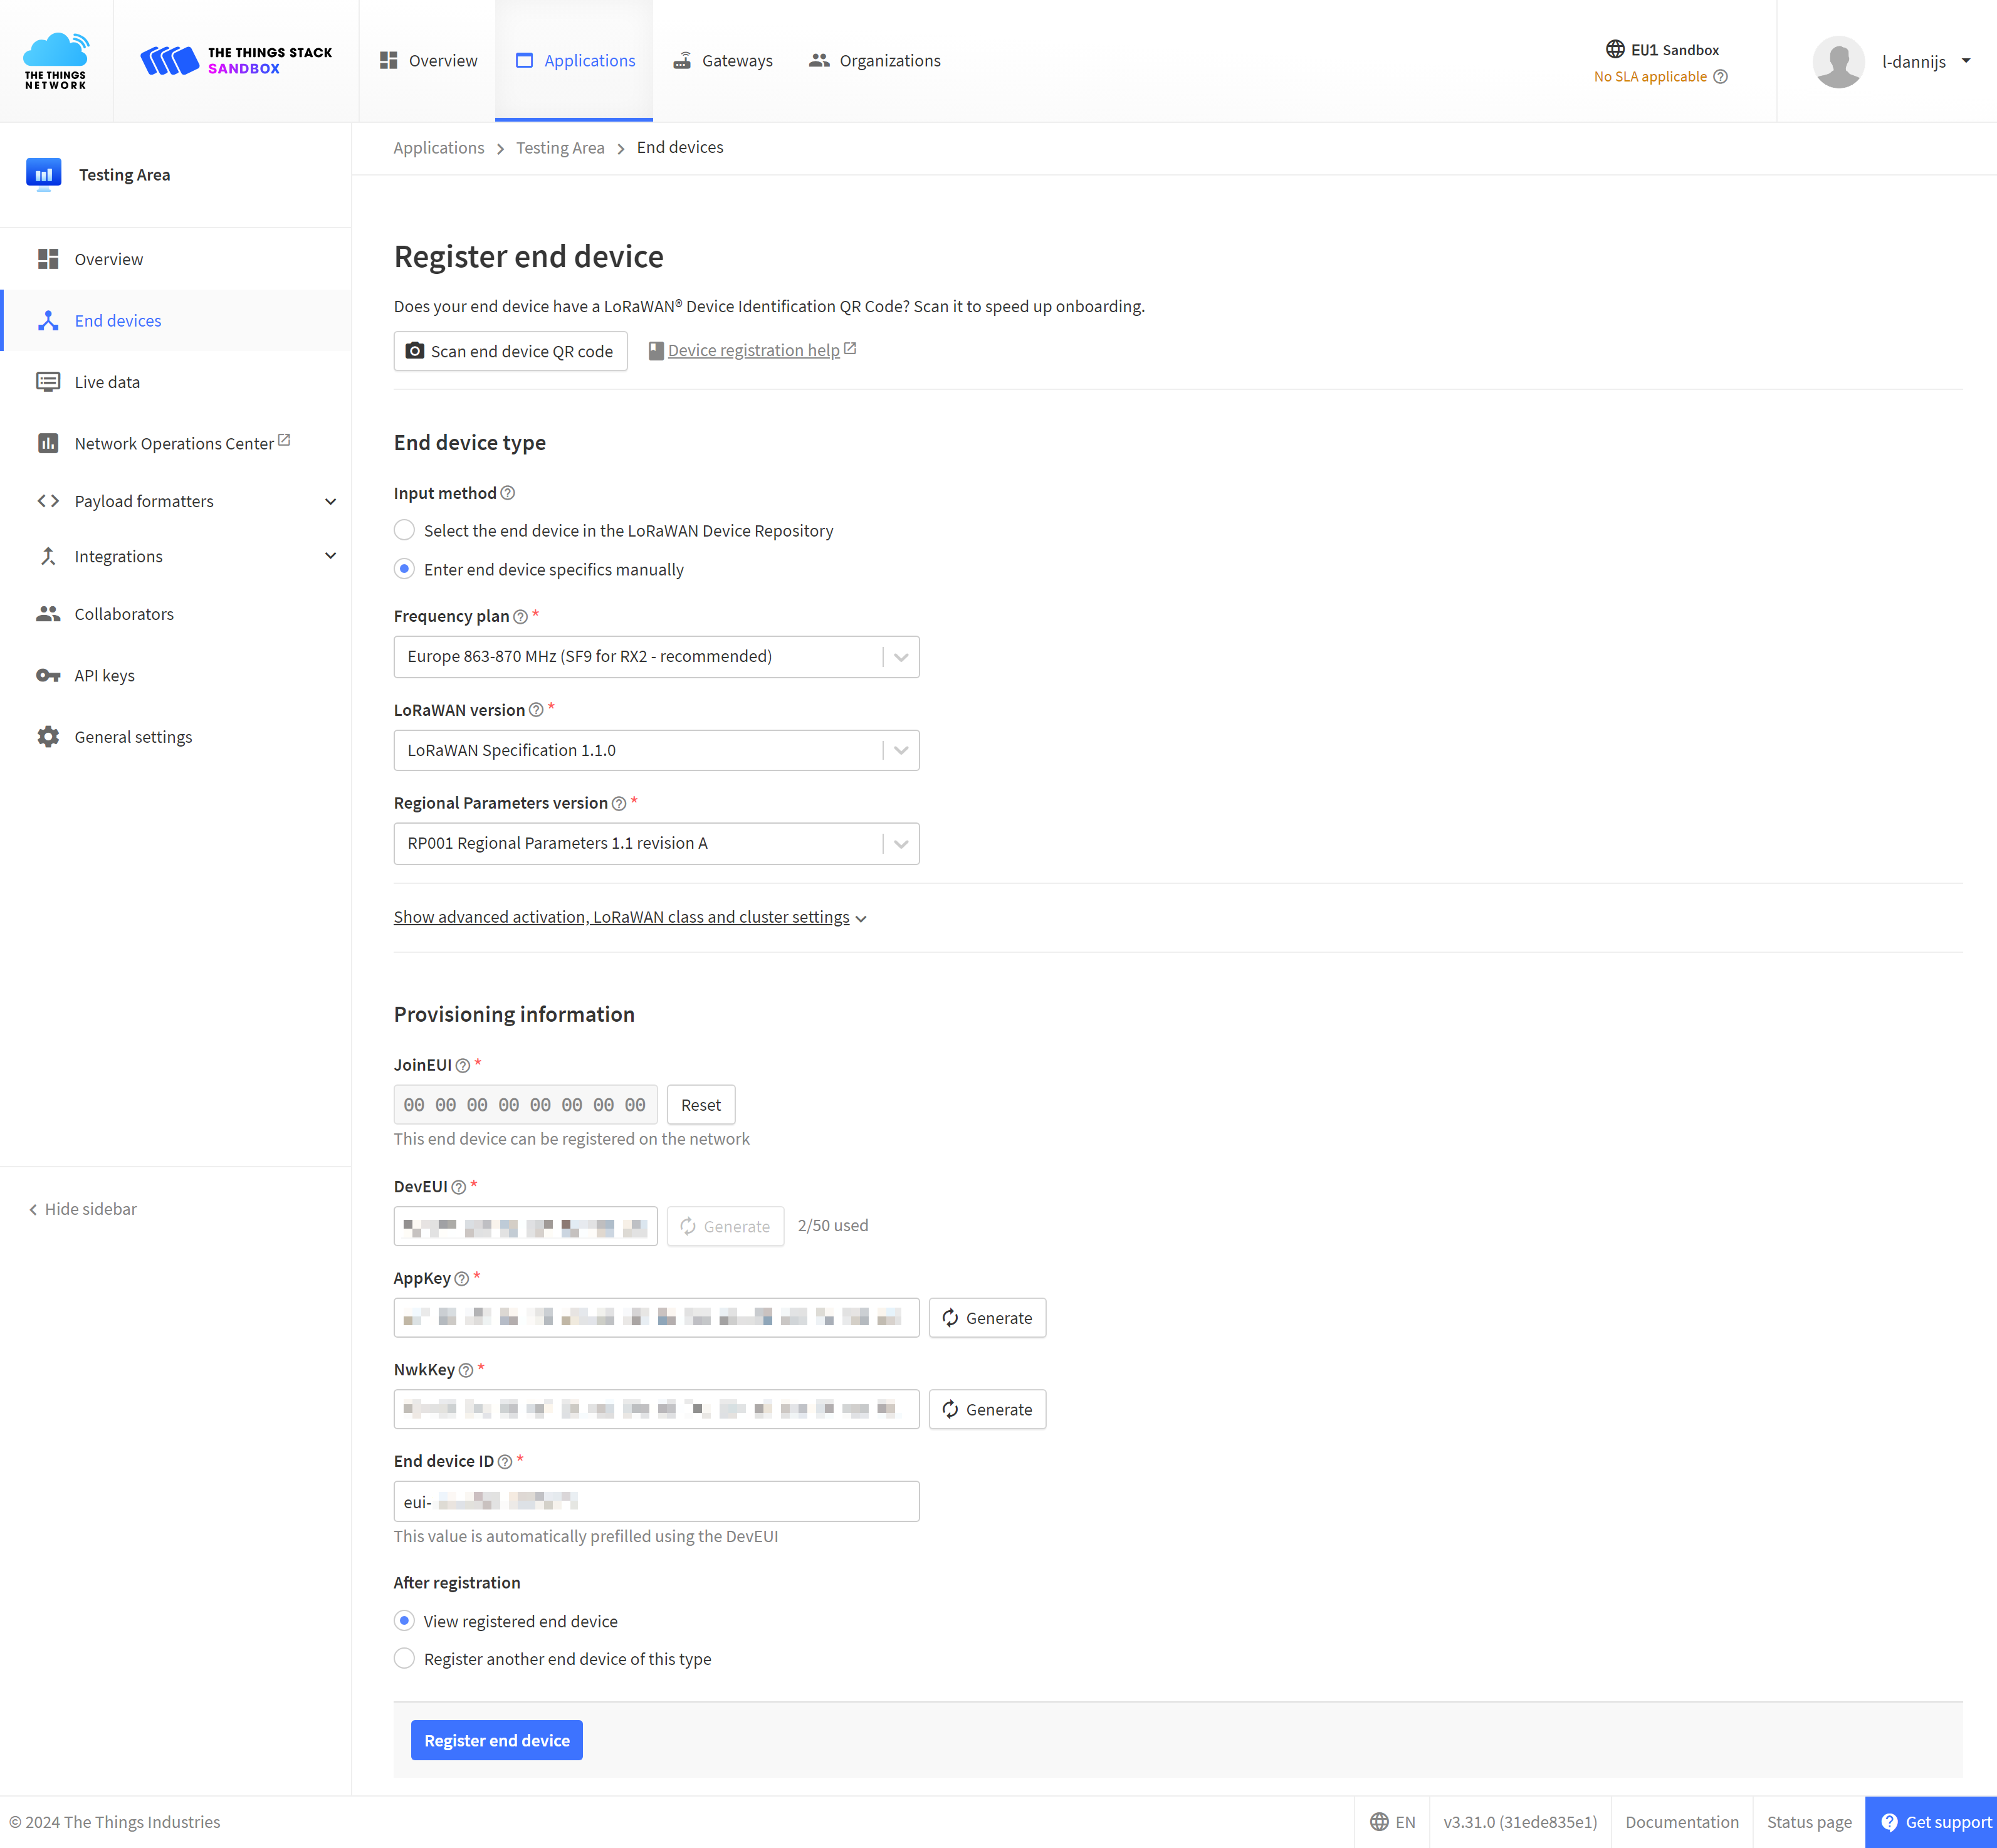 THE THINGS
NETWORK
THE THINGS STACK
SANDBOX
Overview
Applications
Gateways
Organizations
EU1 Sandbox
No SLA applicable
l-dannijs
Testing Area
Overview
End devices
Live data
Network Operations Center
Payload formatters
Integrations
Collaborators
API keys
General settings
Hide sidebar
Applications > Testing Area > End devices
Register end device
Does your end device have a LoRaWAN® Device Identification QR Code? Scan it to speed up onboarding.
Scan end device QR code
Device registration help
End device type
Input method
Select the end device in the LoRaWAN Device Repository
Enter end device specifics manually
Frequency plan *
Europe 863-870 MHz (SF9 for RX2 - recommended)
LoRaWAN version *
LoRaWAN Specification 1.1.0
Regional Parameters version *
RP001 Regional Parameters 1.1 revision A
Show advanced activation, LoRaWAN class and cluster settings
Provisioning information
JoinEUI *
00 00 00 00 00 00 00 00 Reset
This end device can be registered on the network
DevEUI *
Generate 2/50 used
AppKey *
Generate
NwkKey *
Generate
End device ID *
eui-
This value is automatically prefilled using the DevEUI
After registration
View registered end device
Register another end device of this type
Register end device
© 2024 The Things Industries
EN
v3.31.0 (31ede835e1)
Documentation
Status page
Get support